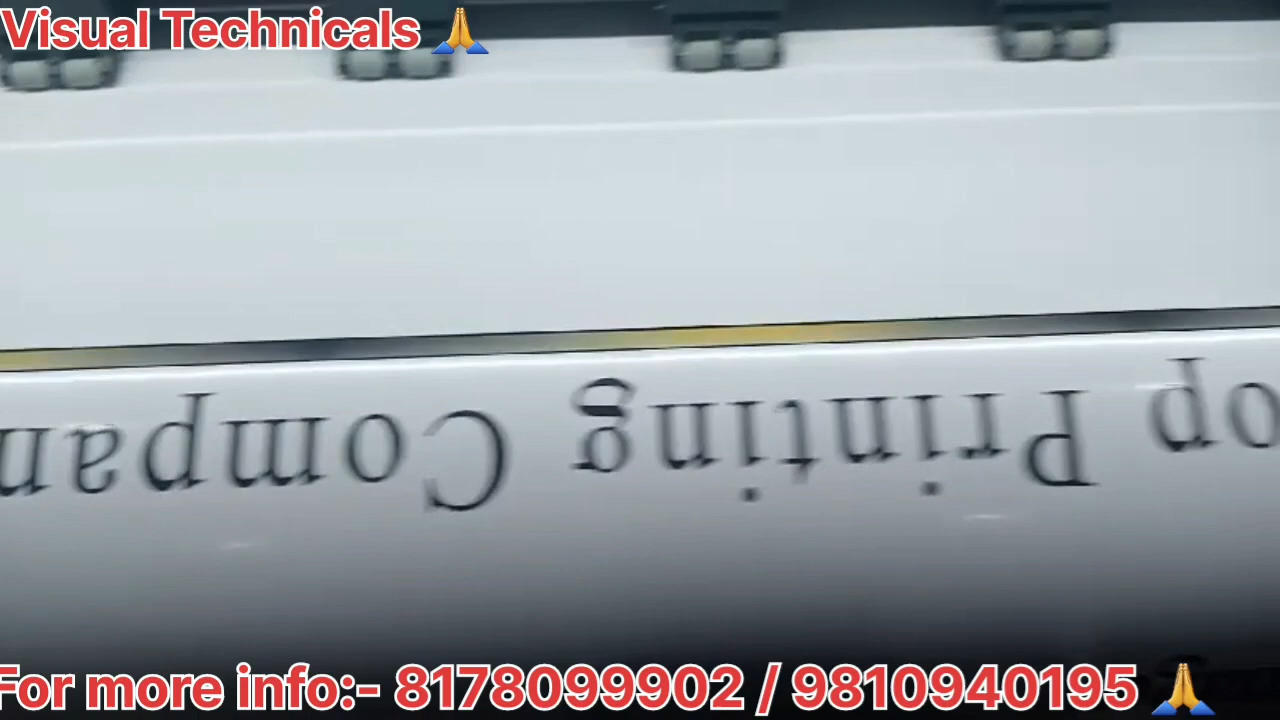 Visual Technicals 🙏
op Printing Compan
For more info:- 8178099902 / 9810940195 🙏